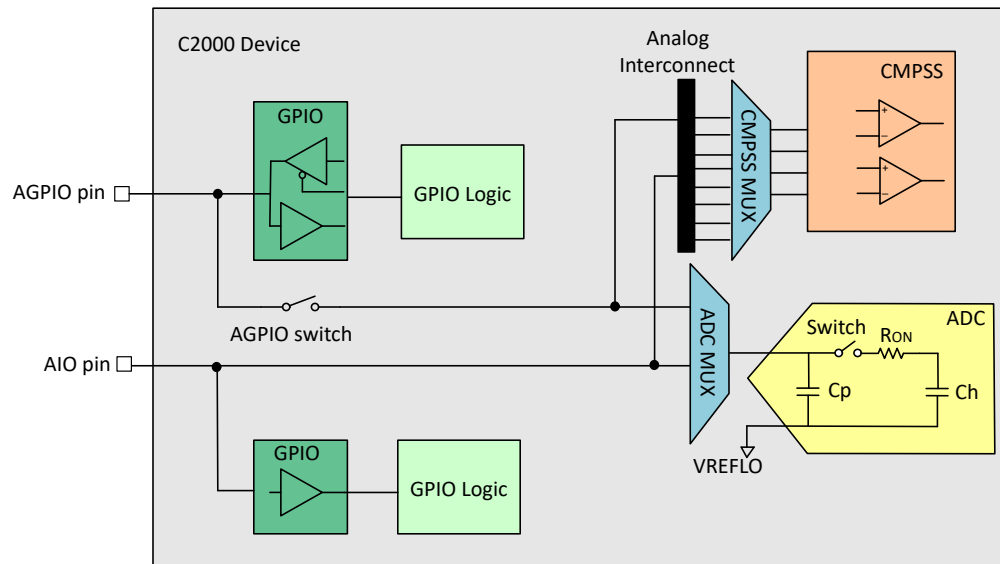 C2000 Device
Analog
Interconnect
CMPSS
GPIO
CMPSS MUX
+
−
+
−
GPIO Logic
AGPIO pin
AGPIO switch
ADC MUX
ADC
Switch
RON
AIO pin
Cp
Ch
GPIO
VREFLO
GPIO Logic